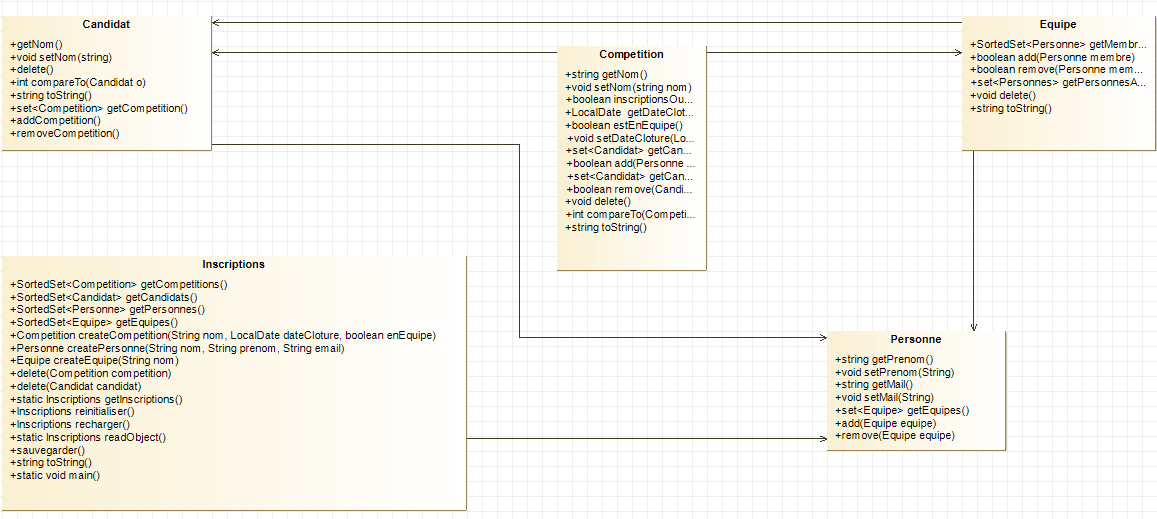 Candidat
+getNom()
+void setNom(string)
+delete()
+int compareTo(Candidat o)
+string toString()
+set<Competition> getCompetition()
+addCompetition()
+removeCompetition()
Competition
+string getNom()
+void setNom(string nom)
+boolean inscriptionsOu...
+LocalDate getDateClot...
+boolean estEnEquipe()
+void setDateCloture(Lo...
+set<Candidat> getCan...
+boolean add(Personne ...
+set<Candidat> getCan...
+boolean remove(Candi...
+void delete()
+int compareTo(Competi...
+string toString()
Equipe
+SortedSet<Personne> getMembr...
+boolean add(Personne membre)
+boolean remove(Personne mem...
+set<Personnes> getPersonnesA...
+void delete()
+string toString()
Inscriptions
+SortedSet<Competition> getCompetitions()
+SortedSet<Candidat> getCandidats()
+SortedSet<Personne> getPersonnes()
+SortedSet<Equipe> getEquipes()
+Competition createCompetition(String nom, LocalDate dateCloture, boolean enEquipe)
+Personne createPersonne(String nom, String prenom, String email)
+Equipe createEquipe(String nom)
+delete(Competition competition)
+delete(Candidat candidat)
+static Inscriptions getInscriptions()
+Inscriptions reinitialiser()
+Inscriptions recharger()
+static Inscriptions readObject()
+sauvegarder()
+string toString()
+static void main()
Personne
+string getPrenom()
+void setPrenom(String)
+string getMail()
+void setMail(String)
+set<Equipe> getEquipes()
+add(Equipe equipe)
+remove(Equipe equipe)